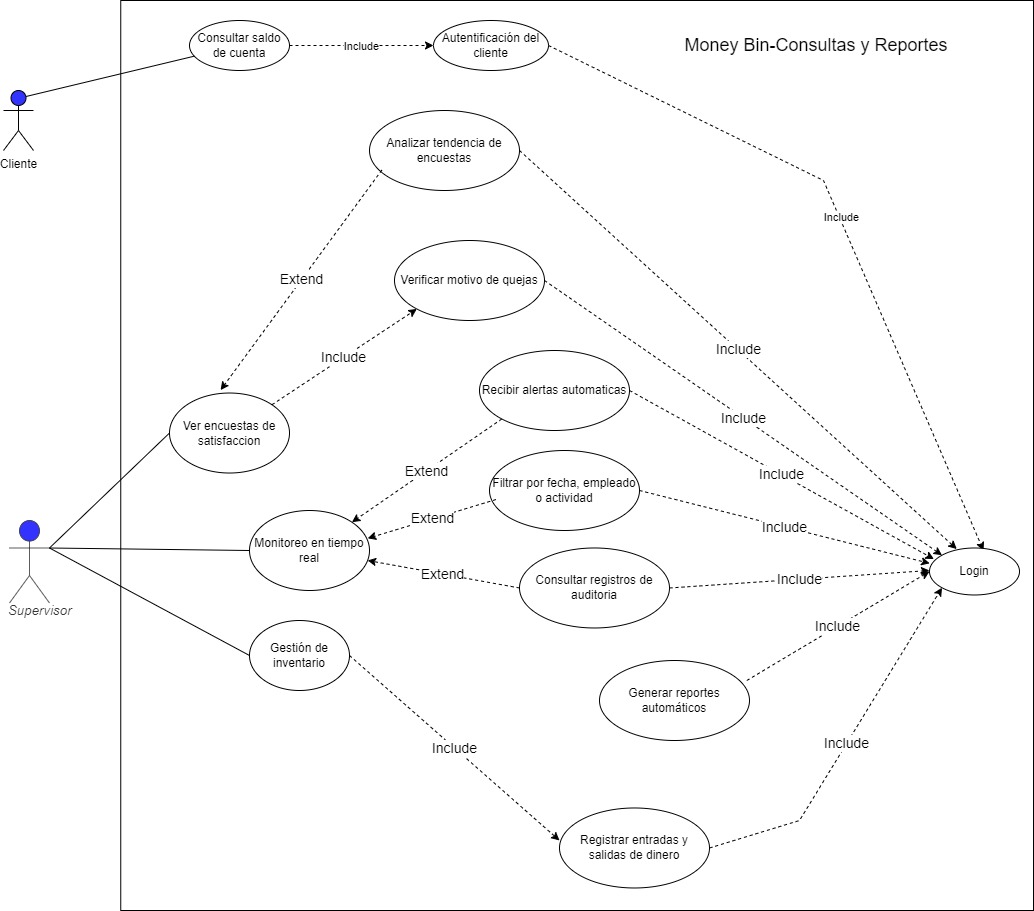 Consultar saldo
de cuenta
Include
Autentificación del
cliente
Money Bin-Consultas y Reportes
Cliente
Analizar tendencia de
encuestas
Include
Extend
Verificar motivo de quejas
Include
Include
Recibir alertas automaticas
Ver encuestas de
satisfaccion
Include
Extend
Include
Filtrar por fecha, empleado
o actividad
Extend
Include
Monitoreo en tiempo
real
Extend
Consultar registros de
auditoria
Include
Login
Supervisor
Include
Gestión de
inventario
Generar reportes
automáticos
Include
Include
Registrar entradas y
salidas de dinero